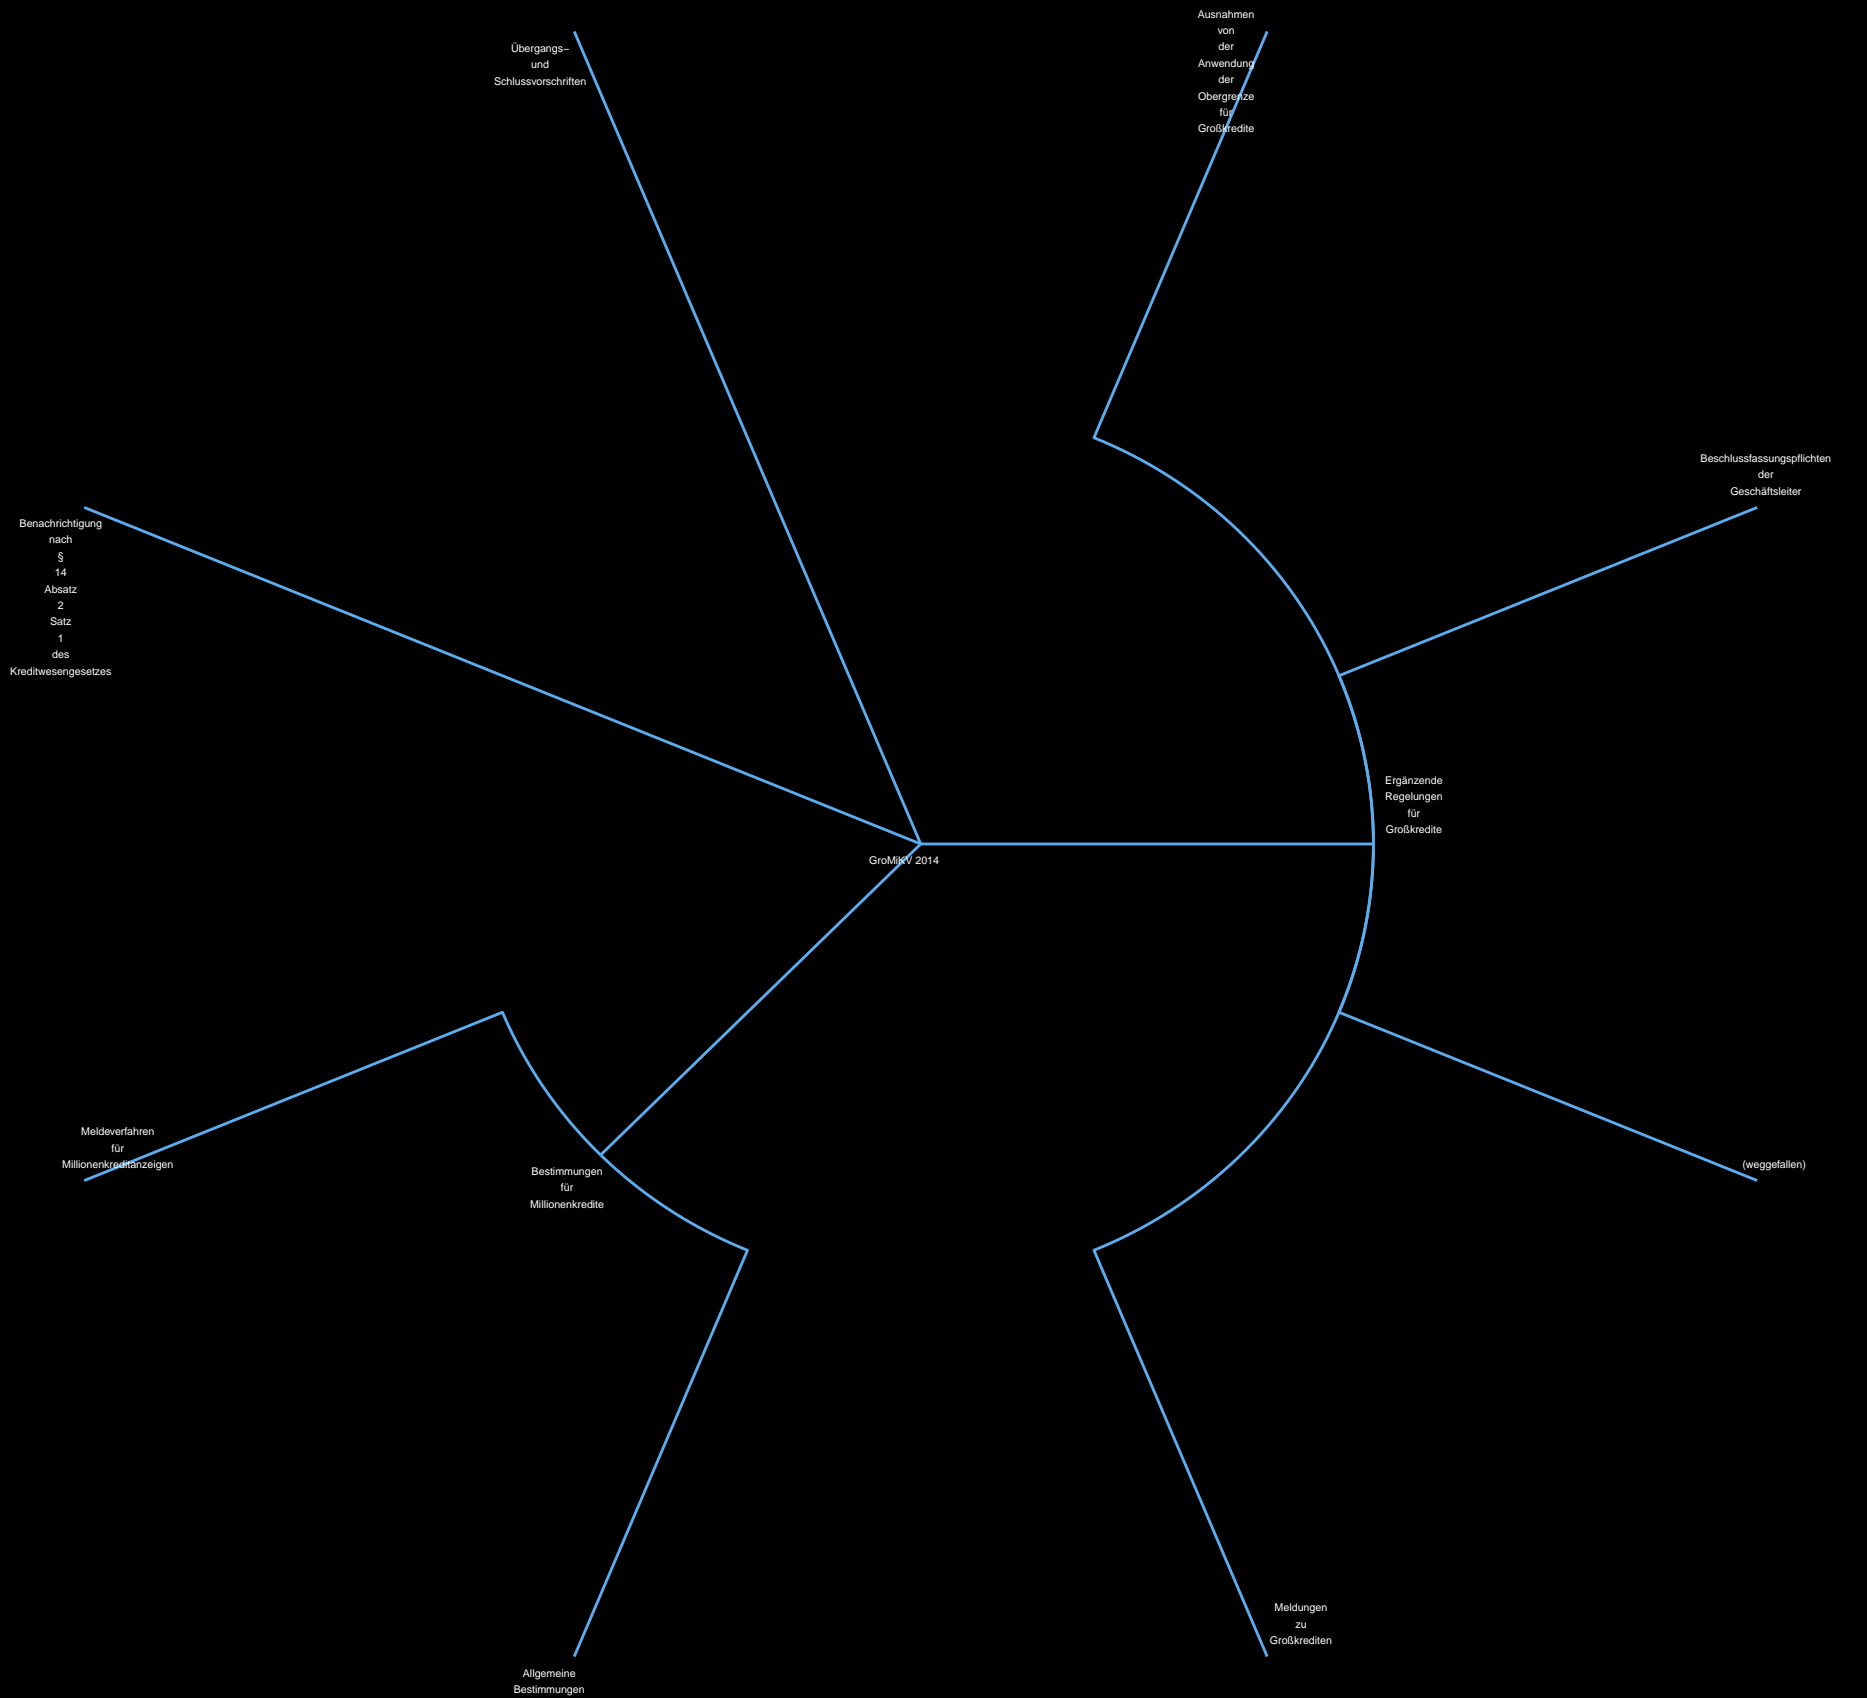 Ausnahmen
von
der
Anwendung
der
Obergrenze
für
Großkredite
Übergangs–
und
Schlussvorschriften
Beschlussfassungspflichten
der
Geschäftsleiter
Benachrichtigung
nach
§
14
Absatz
2
Satz
1
des
Kreditwesengesetzes
Ergänzende
Regelungen
für
Großkredite
GroMiKV 2014
Meldeverfahren
für
Millionenkreditanzeigen
Bestimmungen
für
Millionenkredite
(weggefallen)
Meldungen
zu
Großkrediten
Allgemeine
Bestimmungen